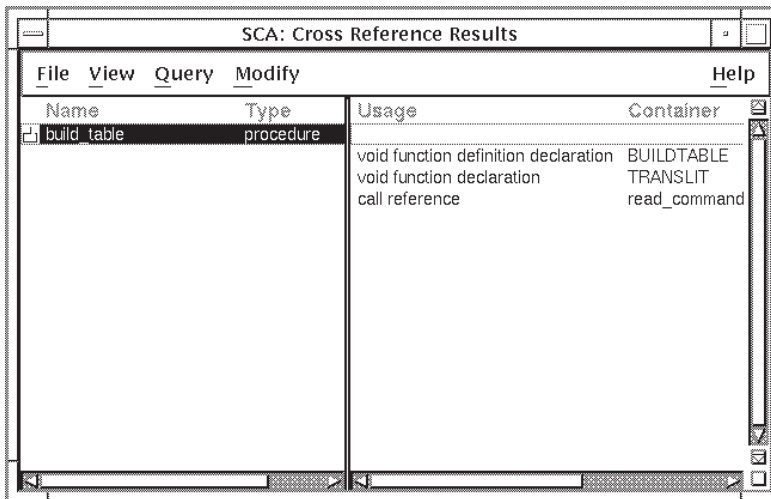 SCA: Cross Reference Results
File View Query Modify Help
Name Type Usage Container
build_table procedure
void function definition declaration BUILDTABLE
void function declaration TRANSLIT
call reference read_command